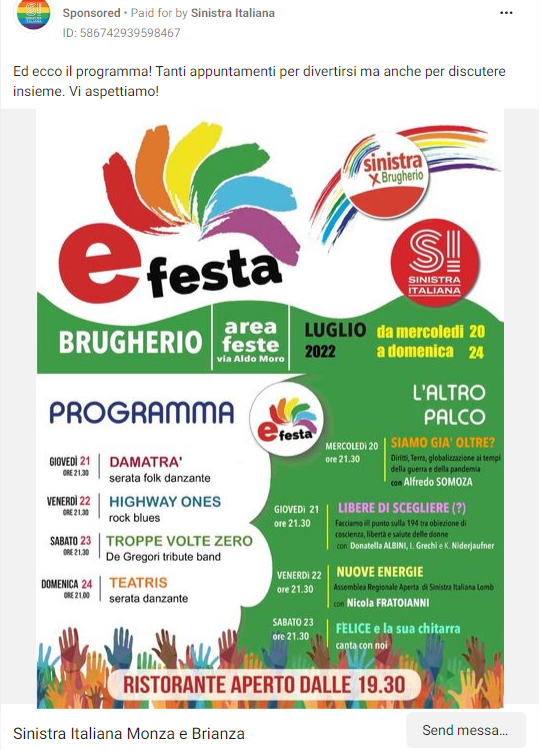 Sponsored • Paid for by Sinistra Italiana
ID: 586742939598467
Ed ecco il programma! Tanti appuntamenti per divertirsi ma anche per discutere
insieme. Vi aspettiamo!
SI
SINISTRA
ITALIANA
sinistra
XBrugherio
e festa
SI
SINISTRA
ITALIANA
BRUGHERIO
area
feste
via Aldo Moro
LUGLIO
2022
da mercoledi 20
a domenica 24
PROGRAMMA
e festa
L'ALTRO
PALCO
GIOVEDÌ 21
ORE 21.30
DAMATRA'
serata folk danzante
VENERDÌ 22
ORE 21.30
HIGHWAY ONES
rock blues
SABATO 23
ORE 21.30
TROPPE VOLTE ZERO
De Gregori tribute band
DOMENICA 24
ORE 21.00
TEATRIS
serata danzante
MERCOLEDÌ 20
ore 21.30
SIAMO GIA' OLTRE?
Diritti, Terra, globalizzazione ai tempi
della guerra e della pandemia
con Alfredo SOMOZA
GIOVEDÌ 21
ore 21.30
LIBERE DI SCEGLIERE (?)
Facciamo il punto sulla 194 tra obiezione di
coscienza, libertà e salute delle donne
con Donatella ALBINI, L. Grechi e K. Niderjaufner
VENERDÌ 22
ore 21.30
NUOVE ENERGIE
Assemblea Regionale Aperta di Sinistra Italiana Lomb
con Nicola FRATOIANNI
SABATO 23
ore 21.30
FELICE e la sua chitarra
canta con noi
RISTORANTE APERTO DALLE 19.30
Sinistra Italiana Monza e Brianza
Send messa...